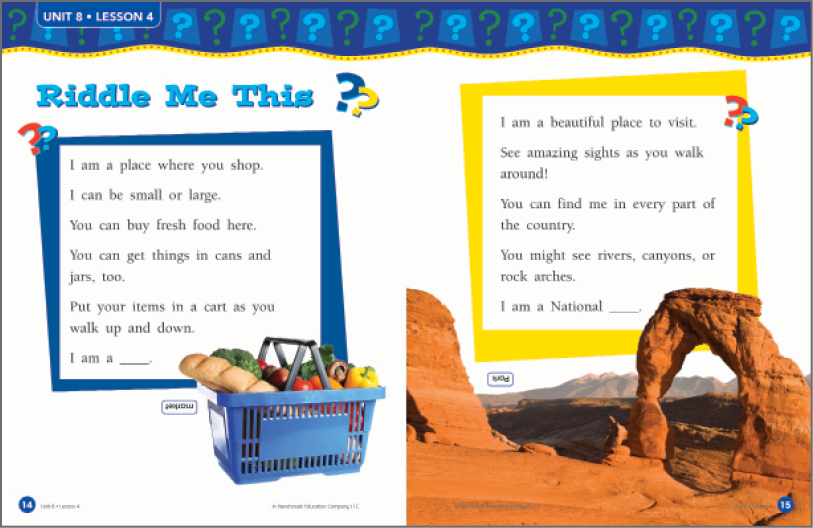 UNIT 8 • LESSON 4
Riddle Me This
I am a place where you shop.
I can be small or large.
You can buy fresh food here.
You can get things in cans and
jars, too.
Put your items in a cart as you
walk up and down.
I am a ____.
market
14
Unit 8 • Lesson 4
© Benchmark Education Company, LLC
I am a beautiful place to visit.
See amazing sights as you walk
around!
You can find me in every part of
the country.
You might see rivers, canyons, or
rock arches.
I am a National ____.
Park
15